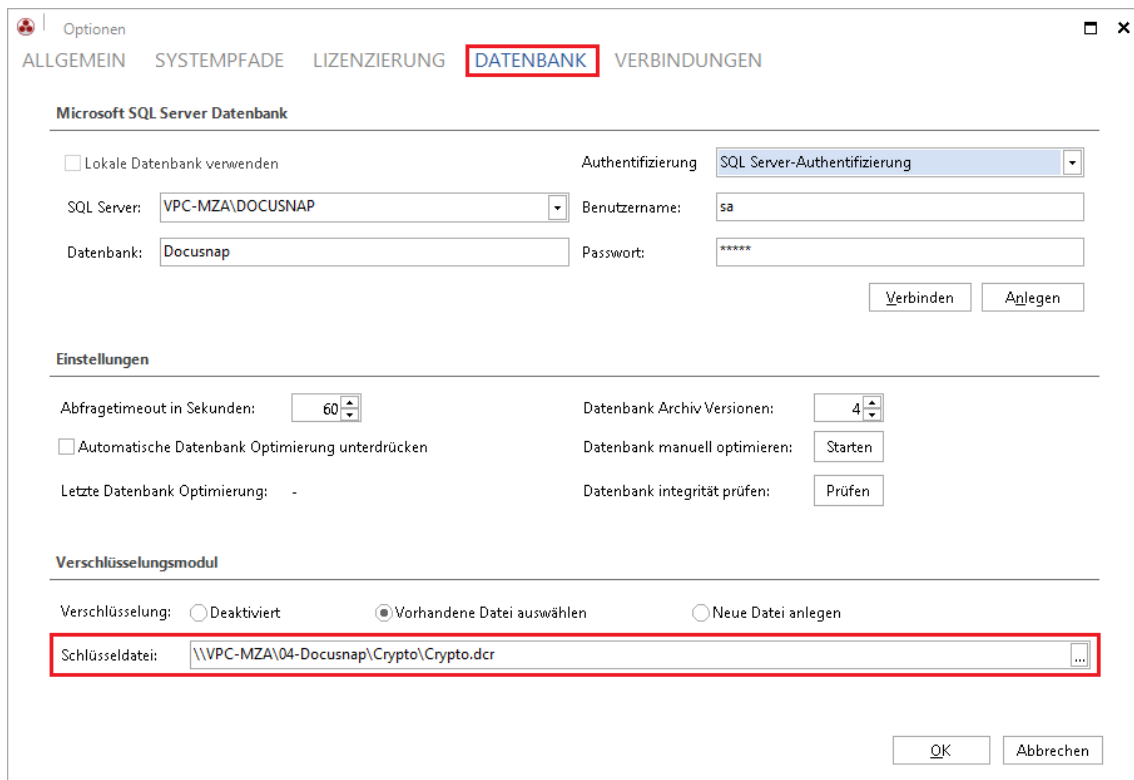 Optionen
ALLGEMEIN SYSTEMPFADE LIZENZIERUNG DATENBANK VERBINDUNGEN
Microsoft SQL Server Datenbank
Lokale Datenbank verwenden Authentifizierung SQL Server-Authentifizierung
SQL Server: VPC-MZA\DOCUSNAP Benutzername: sa
Datenbank: Docusnap Passwort: *****
Verbinden Anlegen
Einstellungen
Abfragetimeout in Sekunden: 60 Datenbank Archiv Versionen: 4
Automatische Datenbank Optimierung unterdrücken Datenbank manuell optimieren: Starten
Letzte Datenbank Optimierung: - Datenbank integrität prüfen: Prüfen
Verschlüsselungsmodul
Verschlüsselung: Deaktiviert Vorhandene Datei auswählen Neue Datei anlegen
Schlüsseldatei: \\VPC-MZA\04-Docusnap\Crypto\Crypto.dcr ...
OK Abbrechen